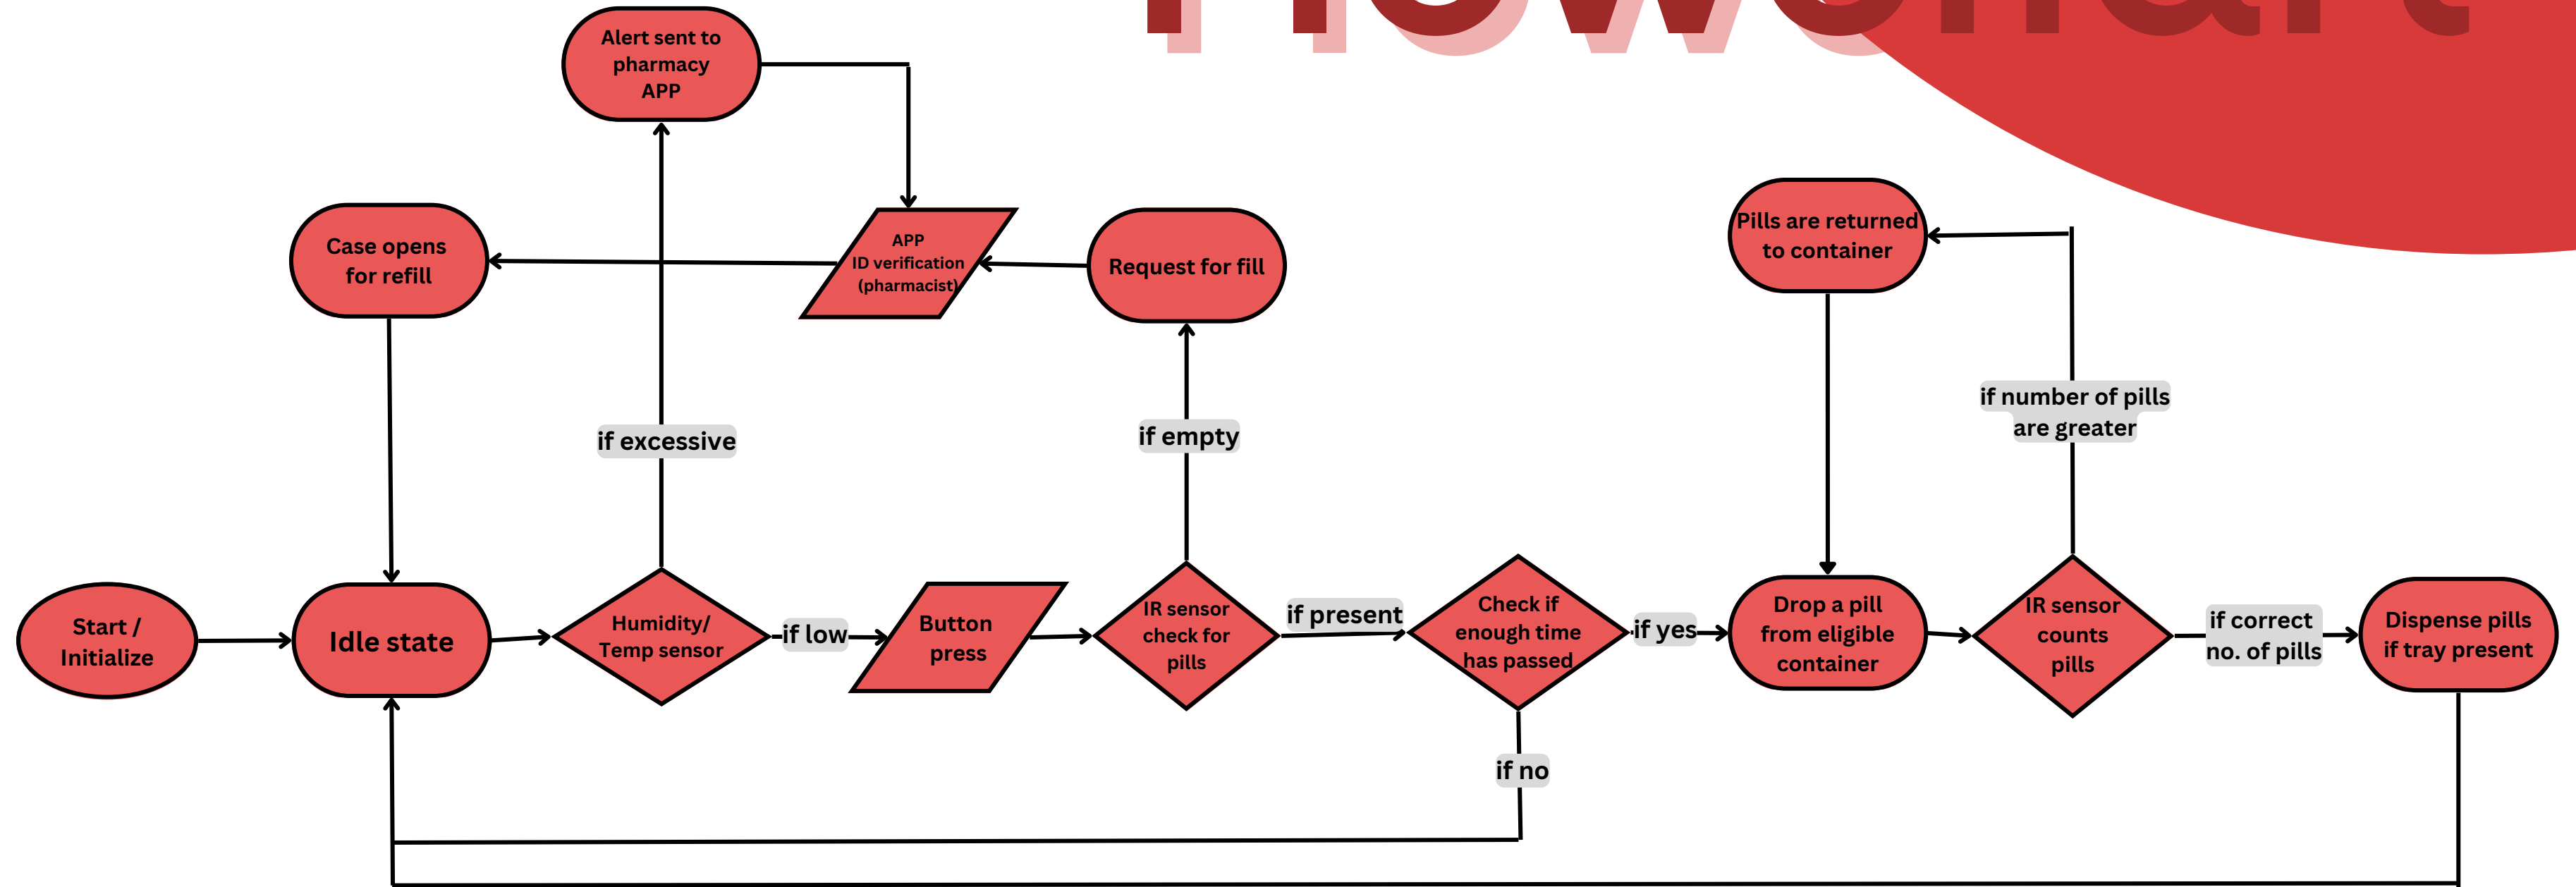 Flowchart
Alert sent to
pharmacy
APP
Case opens
for refill
APP
ID verification
(pharmacist)
Request for fill
Pills are returned
to container
if excessive
if empty
if number of pills
are greater
Start /
Initialize
Idle state
Humidity/
Temp sensor
if low
Button
press
IR sensor
check for
pills
if present
Check if
enough time
has passed
if yes
Drop a pill
from eligible
container
IR sensor
counts
pills
if correct
no. of pills
Dispense pills
if tray present
if no